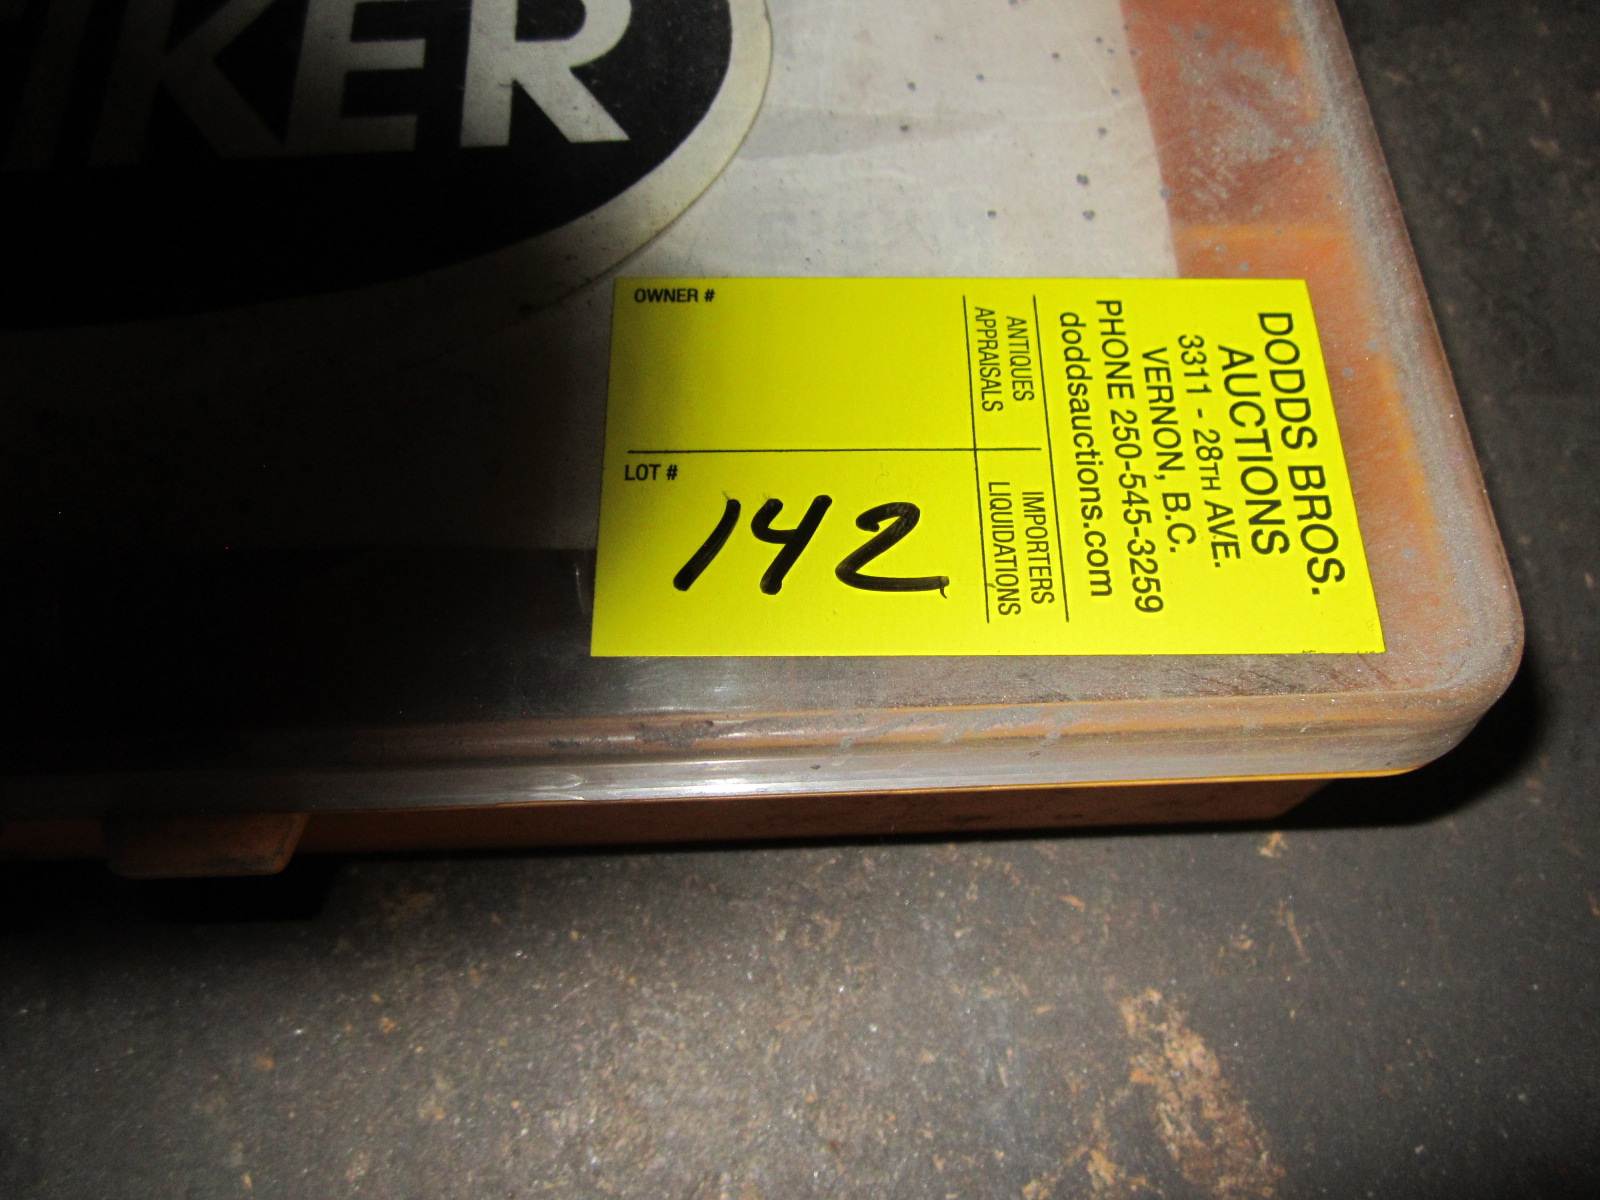 IKER
OWNER #
LOT #
142
ANTIQUES
APPRAISALS
IMPORTERS
LIQUIDATIONS
DODDS BROS.
AUCTIONS
3311 - 28TH AVE.
VERNON, B.C.
PHONE 250-545-3259
doddsauctions.com